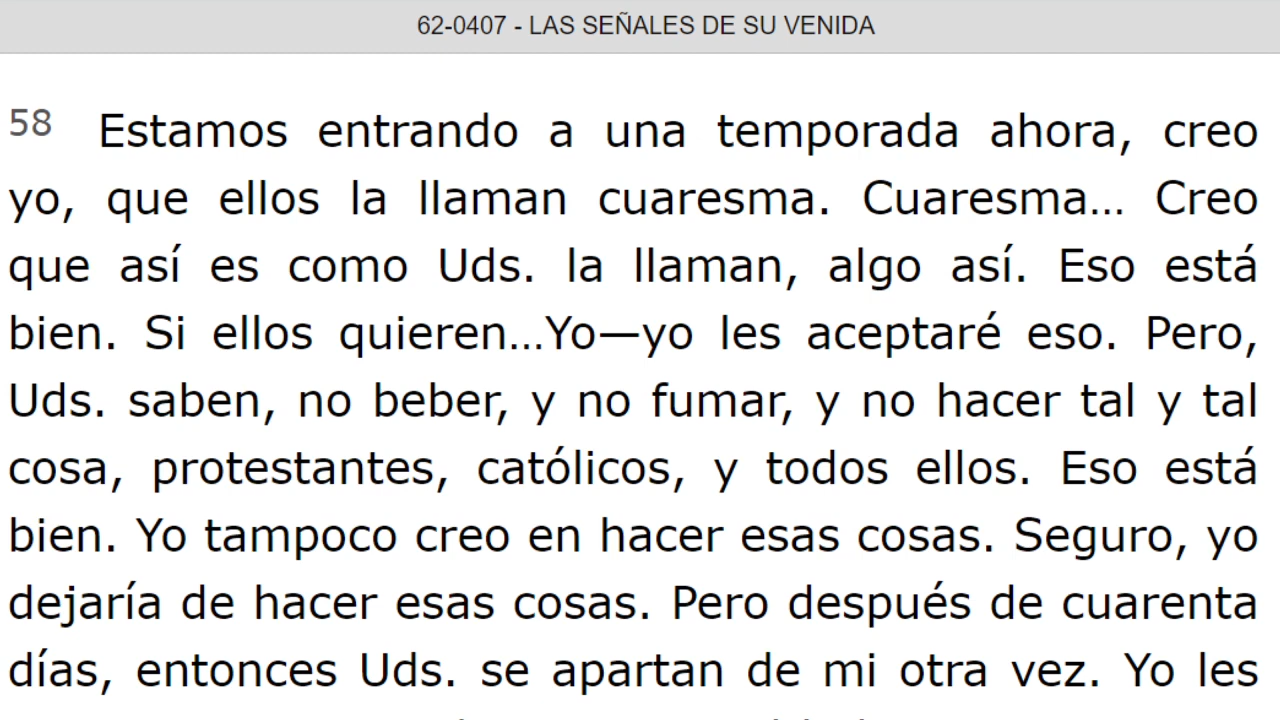 62-0407 - LAS SEÑALES DE SU VENIDA
58 Estamos entrando a una temporada ahora, creo
yo, que ellos la llaman cuaresma. Cuaresma... Creo
que así es como Uds. la llaman, algo así. Eso está
bien. Si ellos quieren...Yo—yo les aceptaré eso. Pero,
Uds. saben, no beber, y no fumar, y no hacer tal y tal
cosa, protestantes, católicos, y todos ellos. Eso está
bien. Yo tampoco creo en hacer esas cosas. Seguro, yo
dejaría de hacer esas cosas. Pero después de cuarenta
días, entonces Uds. se apartan de mi otra vez. Yo les